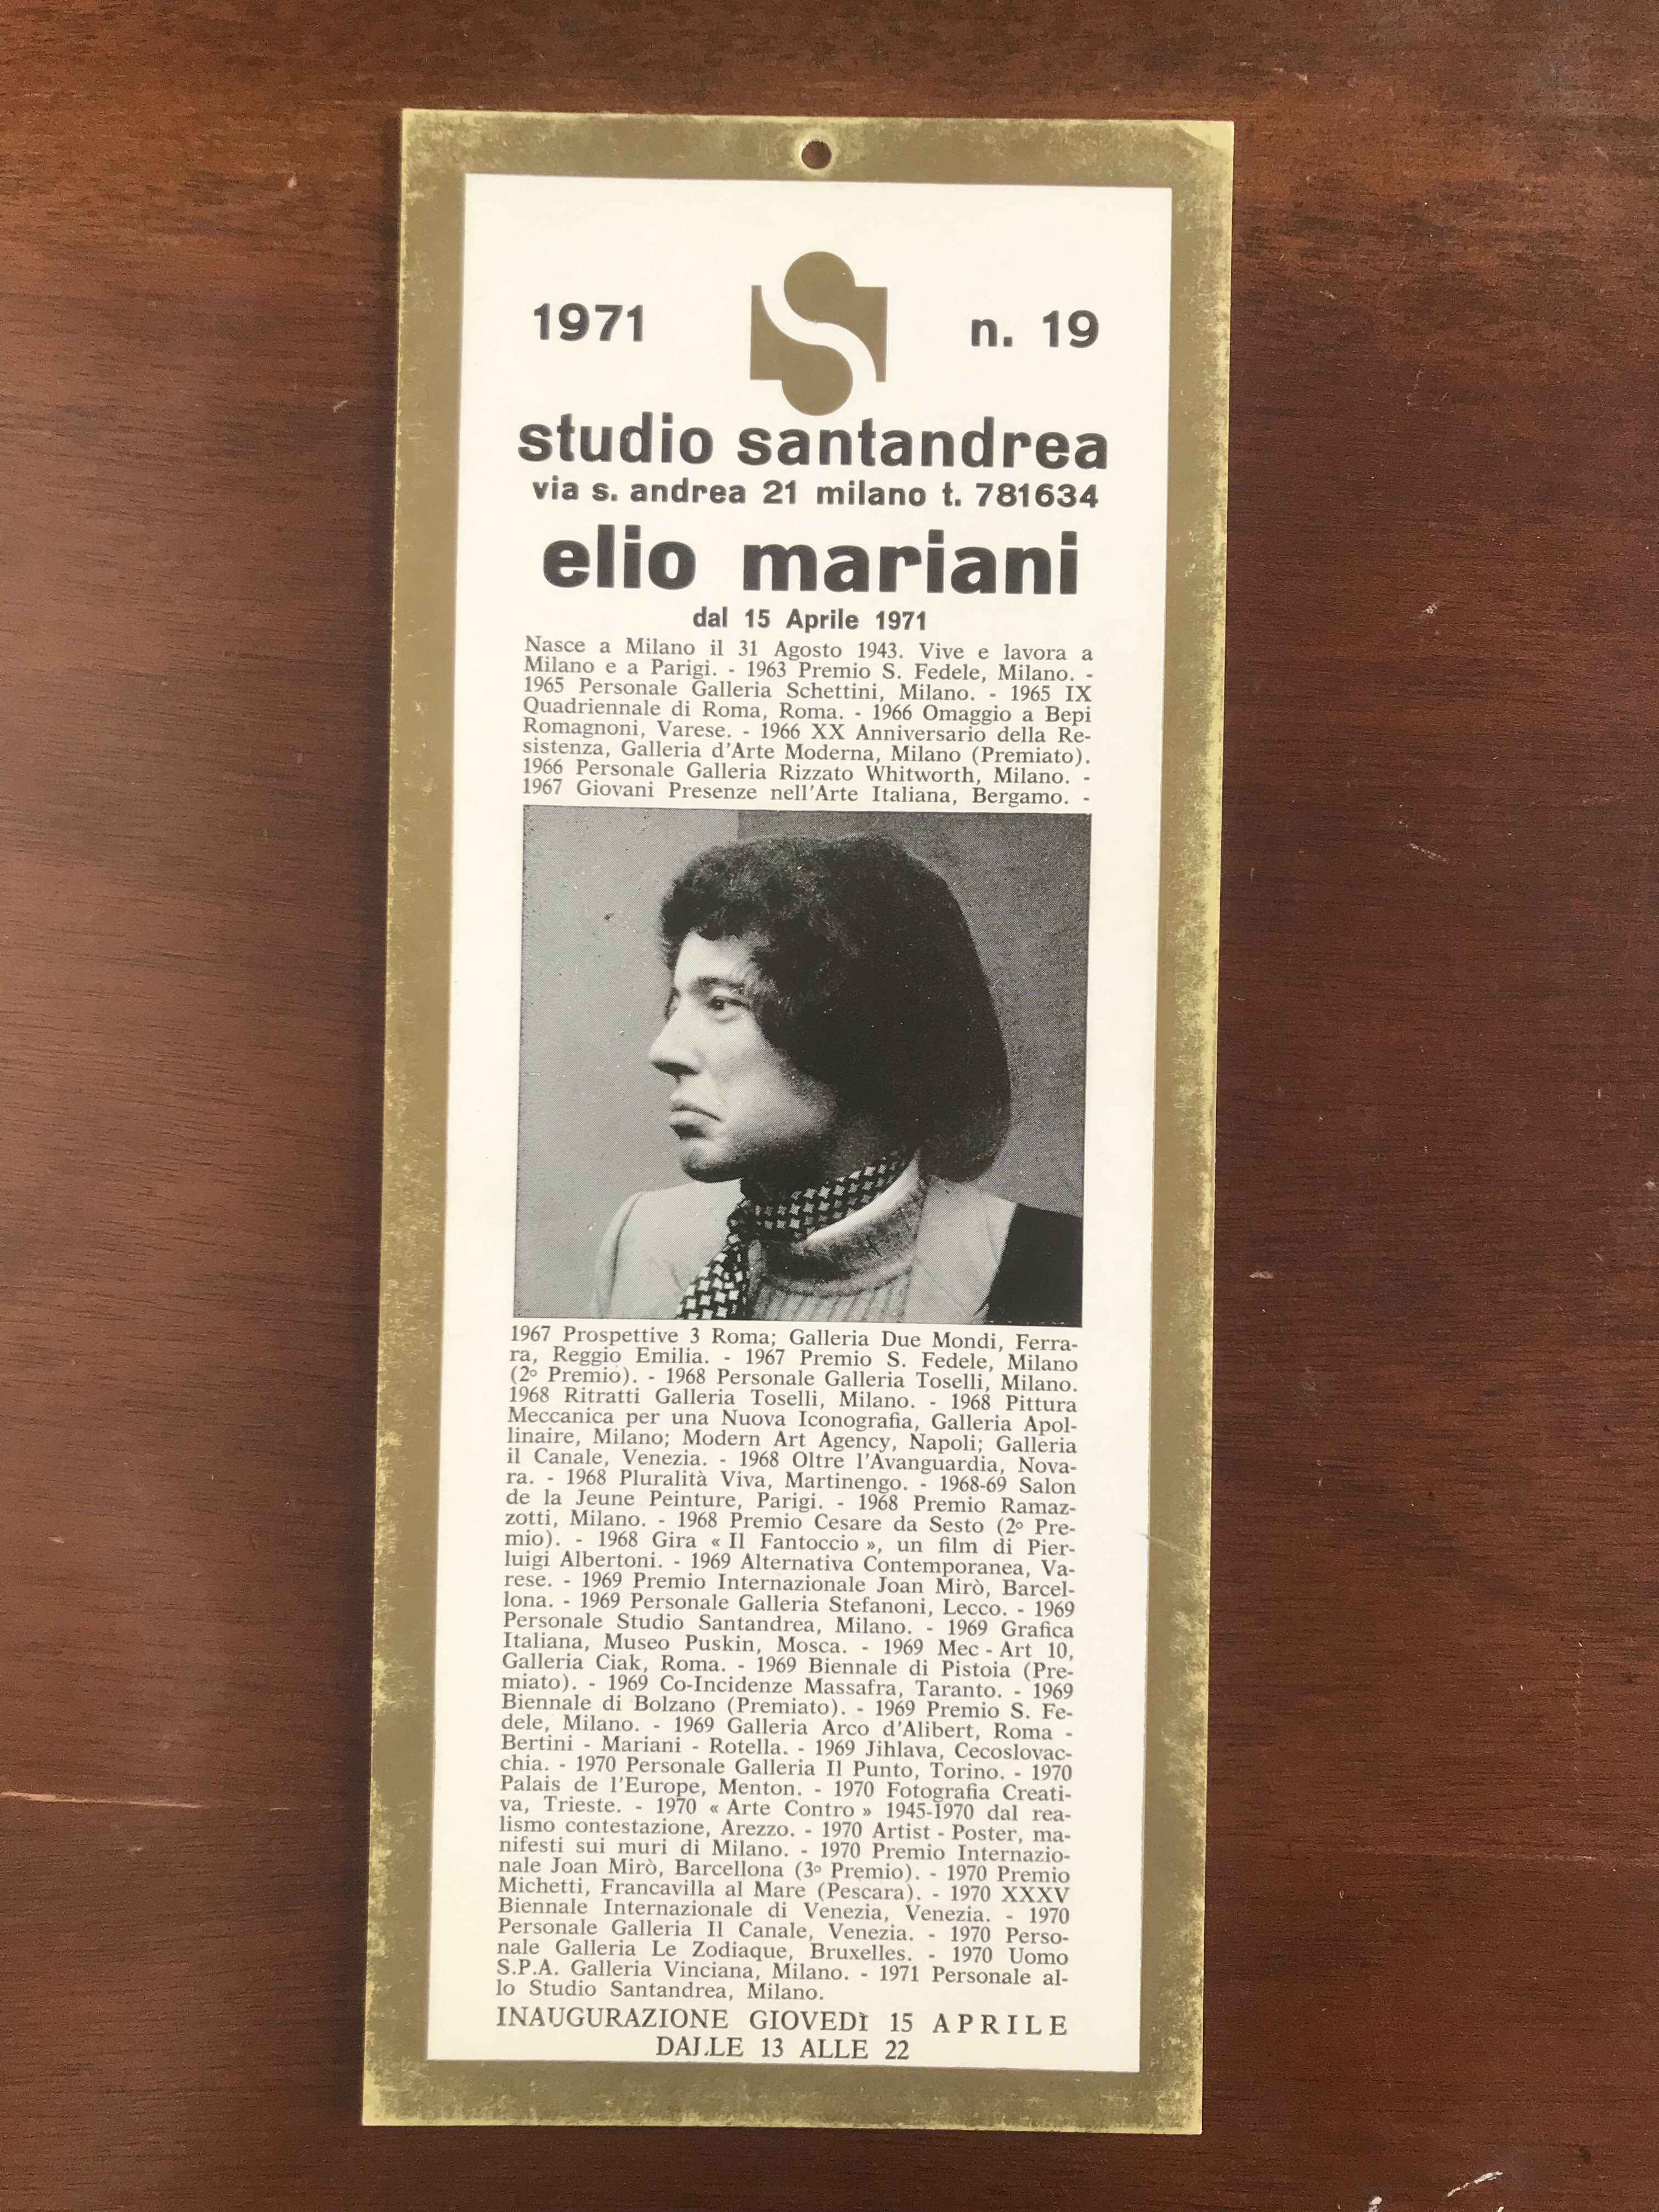 1971
n. 19
studio santandrea
via s. andrea 21 milano t. 781634
elio mariani
dal 15 Aprile 1971
Nasce a Milano il 31 Agosto 1943. Vive e lavora a
Milano e a Parigi. - 1963 Premio S. Fedele, Milano. -
1965 Personale Galleria Schettini, Milano. - 1965 IX
Quadriennale di Roma, Roma. - 1966 Omaggio a Bepi
Romagnoni, Varese. - 1966 XX Anniversario della Re-
sistenza, Galleria d'Arte Moderna, Milano (Premiato).
1966 Personale Galleria Rizzato Whitworth, Milano. -
1967 Giovani Presenze nell'Arte Italiana, Bergamo. -
1967 Prospettive 3 Roma; Galleria Due Mondi, Ferra-
ra, Reggio Emilia. - 1967 Premio S. Fedele, Milano
(2º Premio). - 1968 Personale Galleria Toselli, Milano.
1968 Ritratti Galleria Toselli, Milano. - 1968 Pittura
Meccanica per una Nuova Iconografia, Galleria Apol-
linaire, Milano; Modern Art Agency, Napoli; Galleria
il Canale, Venezia. - 1968 Oltre l'Avanguardia, Nova-
ra. - 1968 Pluralità Viva, Martinengo. - 1968-69 Salon
de la Jeune Peinture, Parigi. - 1968 Premio Ramaz-
zotti, Milano. - 1968 Premio Cesare da Sesto (2º Pre-
mio). - 1968 Gira « Il Fantoccio », un film di Pier-
luigi Albertoni. - 1969 Alternativa Contemporanea, Va-
rese. - 1969 Premio Internazionale Joan Mirò, Barcel-
lona. - 1969 Personale Galleria Stefanoni, Lecco. - 1969
Personale Studio Santandrea, Milano. - 1969 Grafica
Italiana, Museo Puskin, Mosca. - 1969 Mec - Art 10,
Galleria Ciak, Roma. - 1969 Biennale di Pistoia (Pre-
miato). - 1969 Co-Incidenze Massafra, Taranto. - 1969
Biennale di Bolzano (Premiato). - 1969 Premio S. Fe-
dele, Milano. - 1969 Galleria Arco d'Alibert, Roma -
Bertini - Mariani - Rotella. - 1969 Jihlava, Cecoslovac-
chia. - 1970 Personale Galleria Il Punto, Torino. - 1970
Palais de l'Europe, Menton. - 1970 Fotografia Creati-
va, Trieste. - 1970 « Arte Contro » 1945-1970 dal rea-
lismo contestazione, Arezzo. - 1970 Artist - Poster, ma-
nifesti sui muri di Milano. - 1970 Premio Internazio-
nale Joan Mirò, Barcellona (3º Premio). - 1970 Premio
Michetti, Francavilla al Mare (Pescara). - 1970 XXXV
Biennale Internazionale di Venezia, Venezia. - 1970
Personale Galleria Il Canale, Venezia. - 1970 Perso-
nale Galleria Le Zodiaque, Bruxelles. - 1970 Uomo
S.P.A. Galleria Vinciana, Milano. - 1971 Personale al-
lo Studio Santandrea, Milano.
INAUGURAZIONE GIOVEDÌ 15 APRILE
DALLE 13 ALLE 22